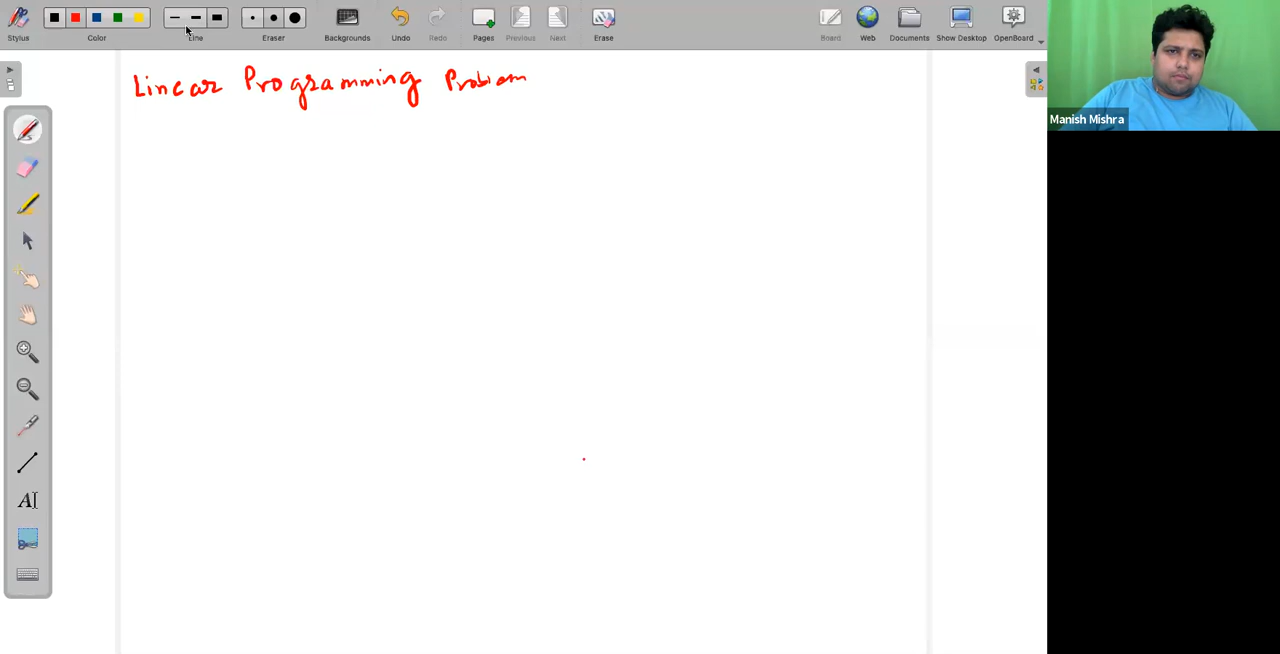 Stylus Color Line Eraser Backgrounds Undo Redo Pages Previous Next Erase Board Web Documents Show Desktop OpenBoard
Linear Programming Problem
Manish Mishra
A